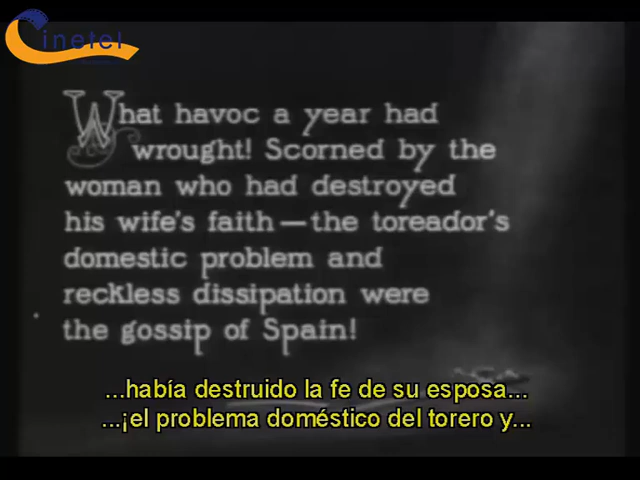 Cinetel
What havoc a year had
wrought! Scorned by the
woman who had destroyed
his wife's faith — the toreador's
domestic problem and
reckless dissipation were
the gossip of Spain!
...había destruido la fe de su esposa...
...¡el problema doméstico del torero y...